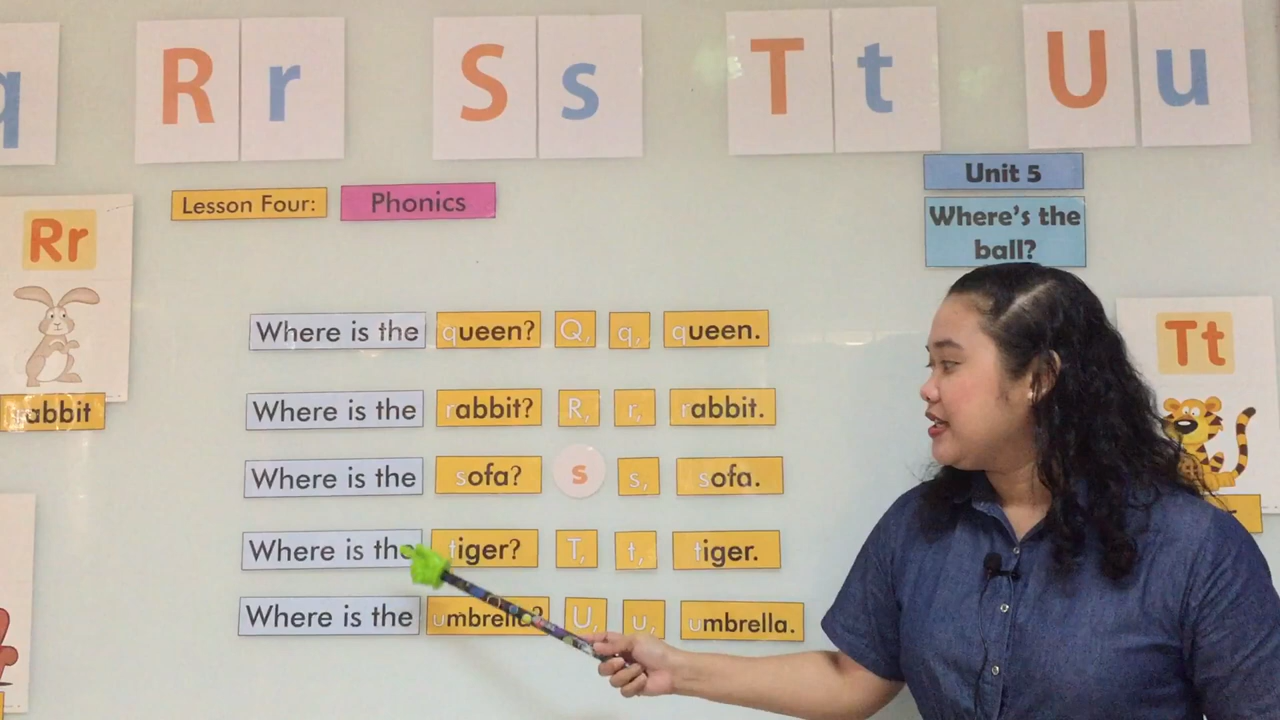 q Rr Ss Tt Uu
Lesson Four: Phonics
Unit 5
Where's the
ball?
Rr
rabbit
Tt
Where is the queen? Q, q, queen.
Where is the rabbit? R, r, rabbit.
Where is the sofa? s s, sofa.
Where is the tiger? T, t, tiger.
Where is the umbrella? U, u, umbrella.